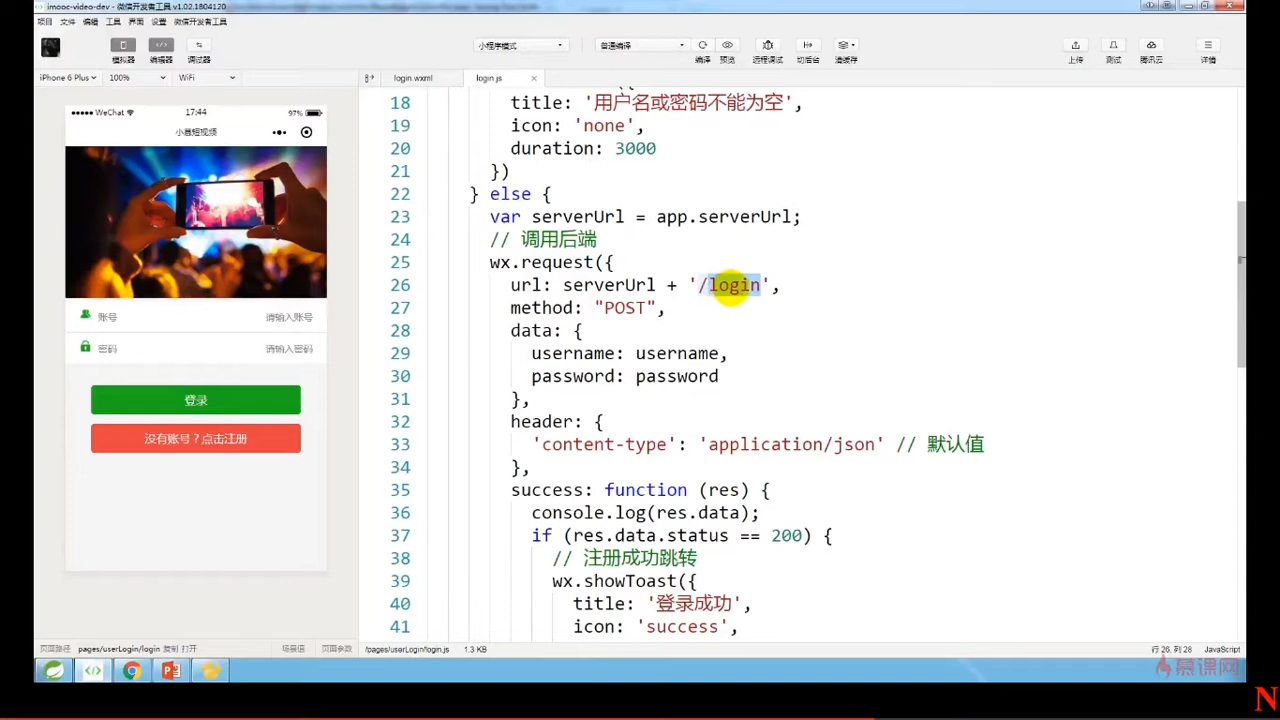 imooc-video-dev - 微信开发者工具 v1.02.1804120
项目 文件 编辑 工具 界面 设置 微信开发者工具
模拟器 编辑器 调试器
小程序模式 普通编译
编译 预览 远程调试 切后台 清缓存
上传 测试 腾讯云 详情
iPhone 6 Plus 100% WiFi
login.wxml login.js
WeChat 17:44 97%
小慕短视频
账号 请输入账号
密码 请输入密码
登录
没有账号？点击注册
18 title: '用户名或密码不能为空',
19 icon: 'none',
20 duration: 3000
21 })
22 } else {
23 var serverUrl = app.serverUrl;
24 // 调用后端
25 wx.request({
26 url: serverUrl + '/login',
27 method: "POST",
28 data: {
29 username: username,
30 password: password
31 },
32 header: {
33 'content-type': 'application/json' // 默认值
34 },
35 success: function (res) {
36 console.log(res.data);
37 if (res.data.status == 200) {
38 // 注册成功跳转
39 wx.showToast({
40 title: '登录成功',
41 icon: 'success',
页面路径 pages/userLogin/login 复制 打开 场景值 页面参数
/pages/userLogin/login.js 1.3 KB 行 26, 列 28 JavaScript
慕课网
N